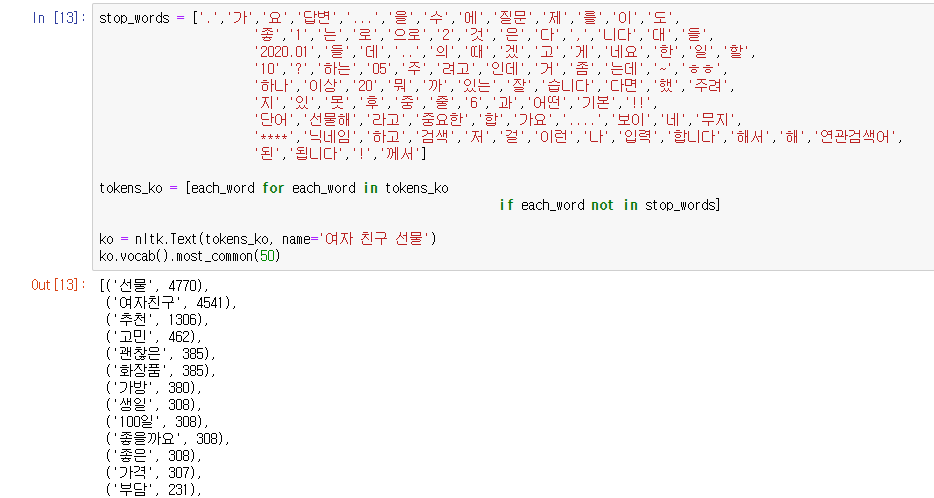 In [13]: stop_words = ['.','가','요','답변','...','을','수','에','질문','제','를','이','도',
'좋','1','는','로','으로','2','것','은','다',',','니다','대','들',
'2020.01','들','데','..','의','때','겠','고','게','네요','한','일','할',
'10','?','하는','05','주','려고','인데','거','좀','는데','~','ㅎㅎ',
'하나','이상','20','뭐','까','있는','잘','습니다','다면','했','주려',
'지','있','못','후','중','줄','6','과','어떤','기본','!!',
'단어','선물해','라고','중요한','합','가요','....','보이','네','무지',
'****','닉네임','하고','검색','저','걸','이런','나','입력','합니다','해서','해','연관검색어',
'된','됩니다','!','께서']
tokens_ko = [each_word for each_word in tokens_ko
if each_word not in stop_words]
ko = nltk.Text(tokens_ko, name='여자 친구 선물')
ko.vocab().most_common(50)
Out[13]: [('선물', 4770),
('여자친구', 4541),
('추천', 1306),
('고민', 462),
('괜찮은', 385),
('화장품', 385),
('가방', 380),
('생일', 308),
('100일', 308),
('좋을까요', 308),
('좋은', 308),
('가격', 307),
('부담', 231),